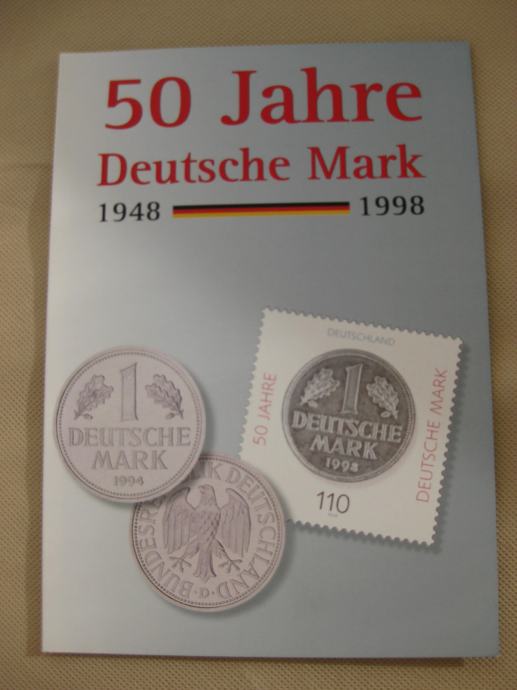 50 Jahre
Deutsche Mark
1948 1998
DEUTSCHLAND
50 JAHRE
1
DEUTSCHE
MARK
1998
DEUTSCHE MARK
110
1
DEUTSCHE
MARK
1994
BUNDESREPUBLIK DEUTSCHLAND
D